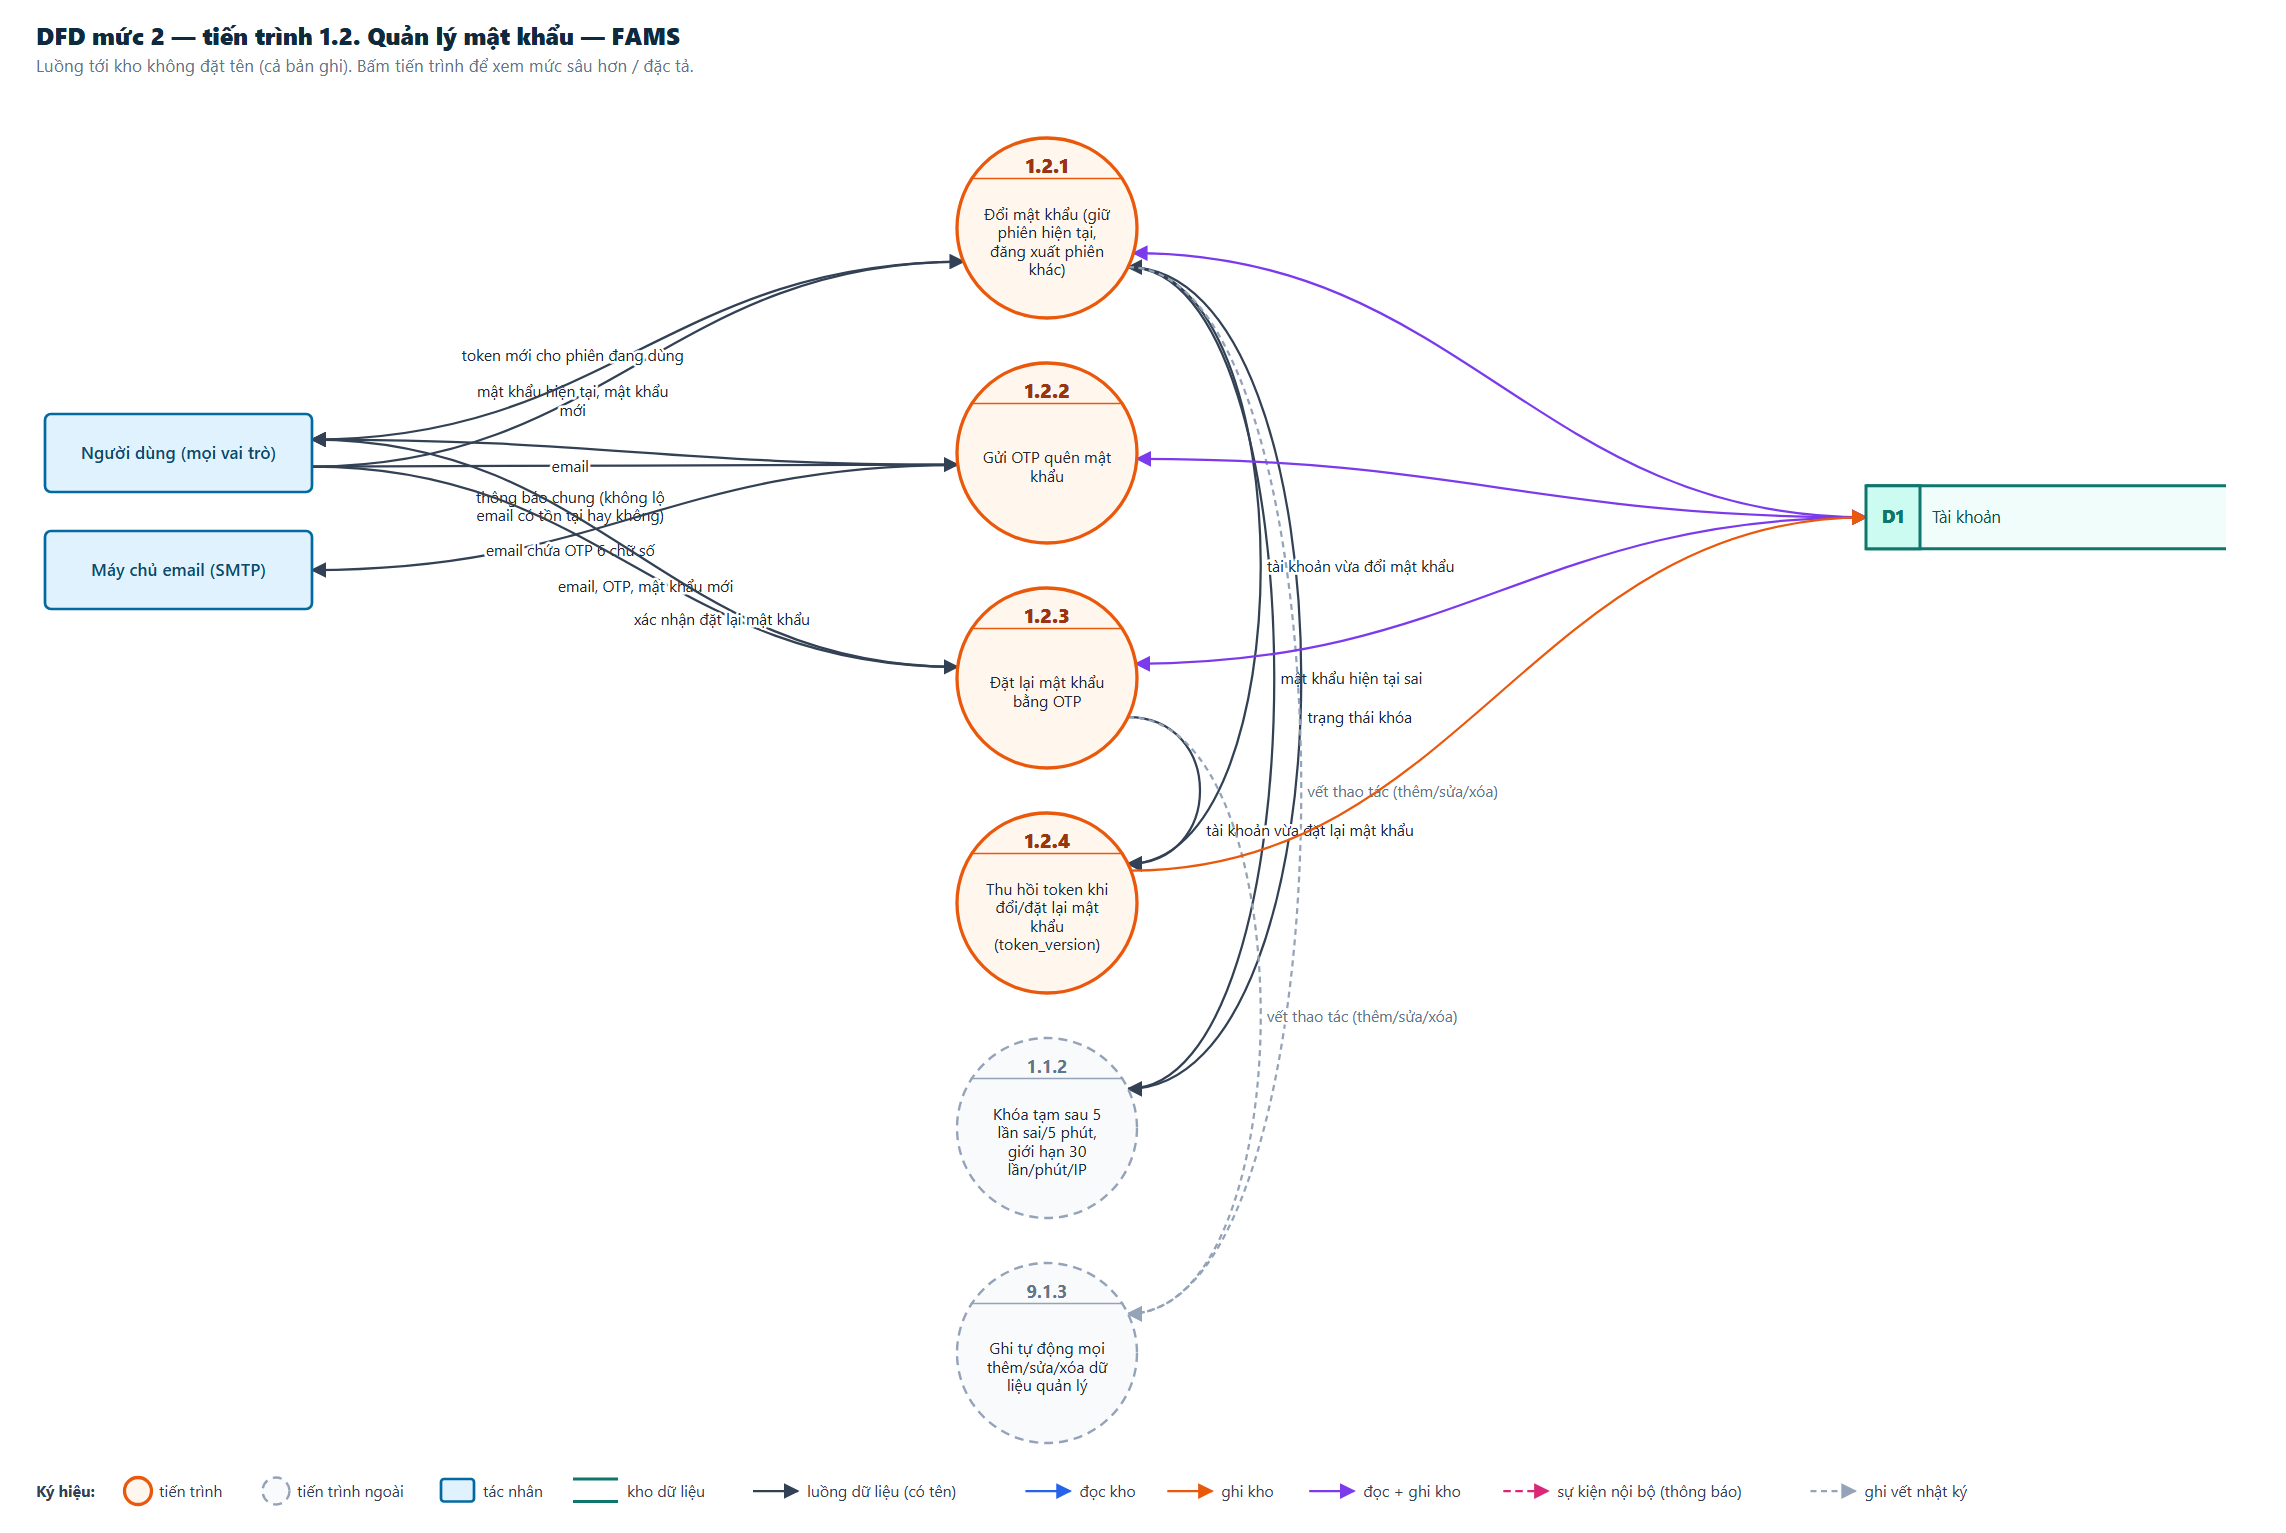 DFD mức 2 — tiến trình 1.2. Quản lý mật khẩu — FAMS
Luồng tới kho không đặt tên (cả bản ghi). Bấm tiến trình để xem mức sâu hơn / đặc tả.
1.2.1
Đổi mật khẩu (giữ
phiên hiện tại,
đăng xuất phiên
khác)
token mới cho phiên đang dùng
mật khẩu hiện tại, mật khẩu
mới
1.2.2
Gửi OTP quên mật
khẩu
Người dùng (mọi vai trò)
email
thông báo chung (không lộ
email có tồn tại hay không)
D1
Tài khoản
email chứa OTP 6 chữ số
Máy chủ email (SMTP)
tài khoản vừa đổi mật khẩu
email, OTP, mật khẩu mới
xác nhận đặt lại mật khẩu
1.2.3
Đặt lại mật khẩu
bằng OTP
mật khẩu hiện tại sai
trạng thái khóa
vết thao tác (thêm/sửa/xóa)
tài khoản vừa đặt lại mật khẩu
1.2.4
Thu hồi token khi
đổi/đặt lại mật
khẩu
(token_version)
vết thao tác (thêm/sửa/xóa)
1.1.2
Khóa tạm sau 5
lần sai/5 phút,
giới hạn 30
lần/phút/IP
9.1.3
Ghi tự động mọi
thêm/sửa/xóa dữ
liệu quản lý
Ký hiệu:
tiến trình
tiến trình ngoài
tác nhân
kho dữ liệu
luồng dữ liệu (có tên)
đọc kho
ghi kho
đọc + ghi kho
sự kiện nội bộ (thông báo)
ghi vết nhật ký